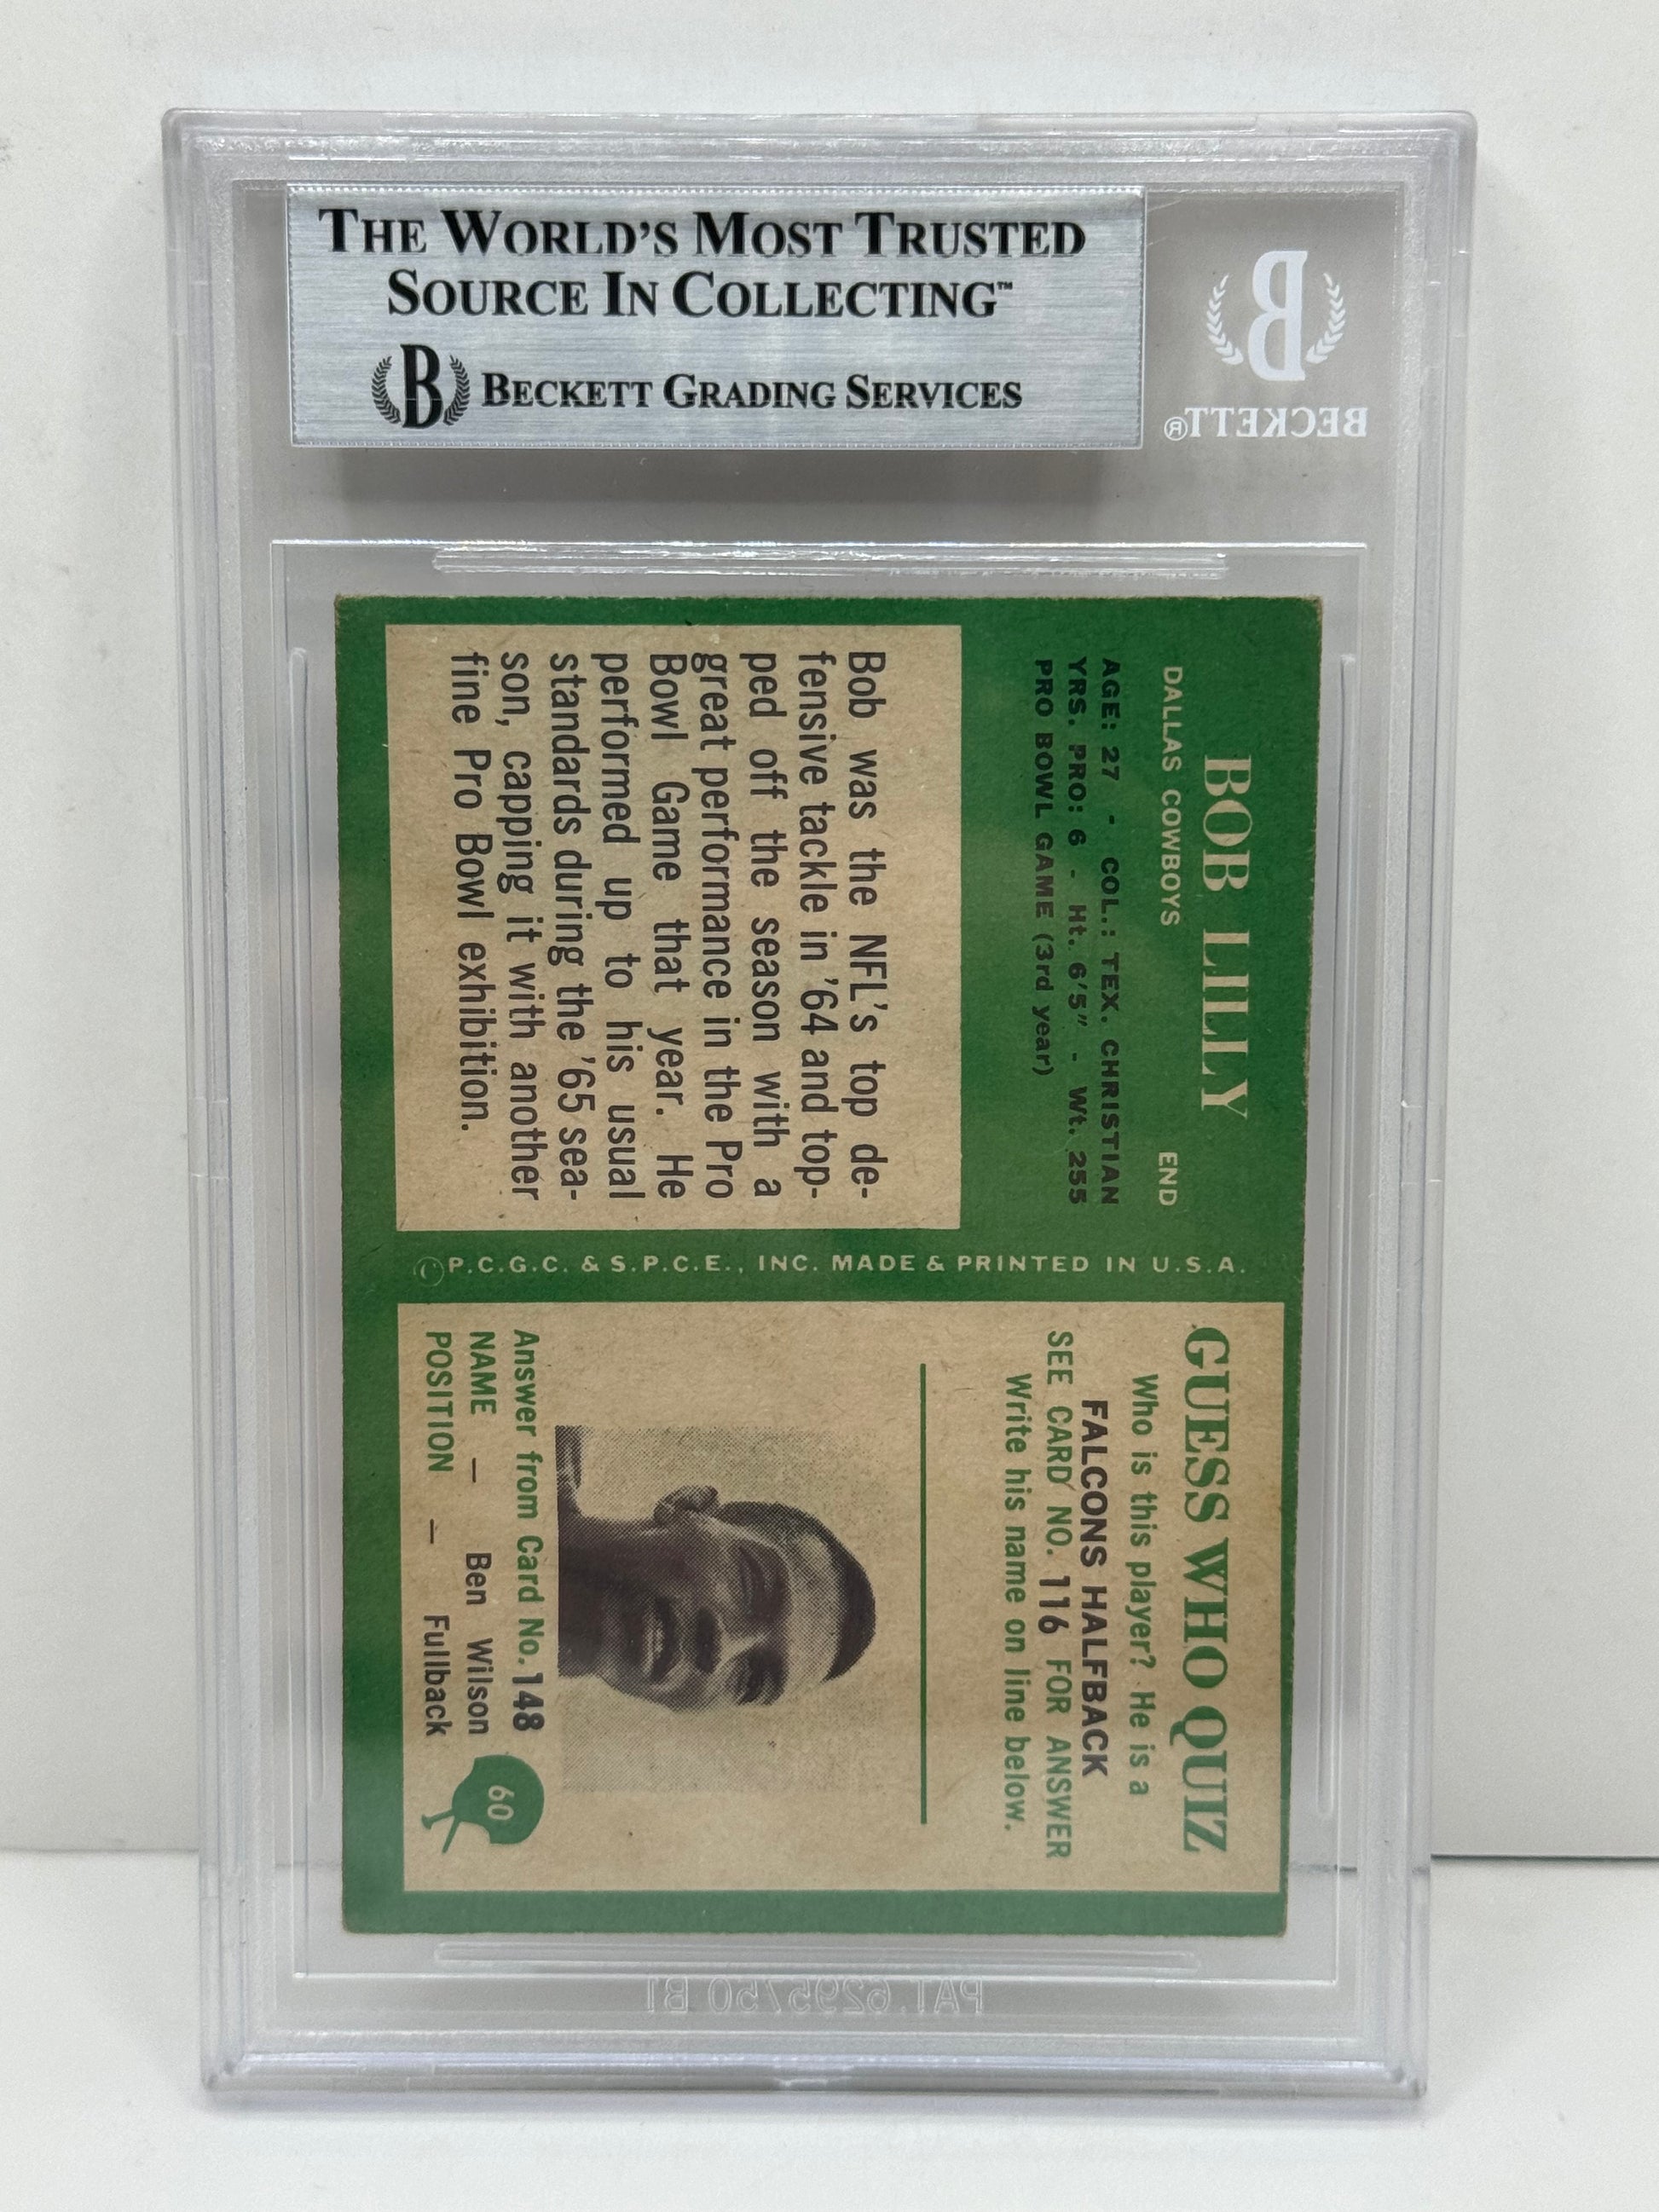 THE WORLD'S MOST TRUSTED
SOURCE IN COLLECTING™
B BECKETT GRADING SERVICES
B
BECKETT®
BOB LILLY
DALLAS COWBOYS END
AGE: 27 - COL.: TEX. CHRISTIAN
YRS. PRO: 6 - Ht. 6'5" - Wt. 255
PRO BOWL GAME (3rd year)
Bob was the NFL's top de-
fensive tackle in '64 and top-
ped off the season with a
great performance in the Pro
Bowl Game that year. He
performed up to his usual
standards during the '65 sea-
son, capping it with another
fine Pro Bowl exhibition.
©P.C.G.C. & S.P.C.E., INC. MADE & PRINTED IN U.S.A.
GUESS WHO QUIZ
Who is this player? He is a
FALCONS HALFBACK
SEE CARD NO. 116 FOR ANSWER
Write his name on line below.
Answer from Card No. 148
NAME — Ben Wilson
POSITION — Fullback
60
PAT. 6295750 B1